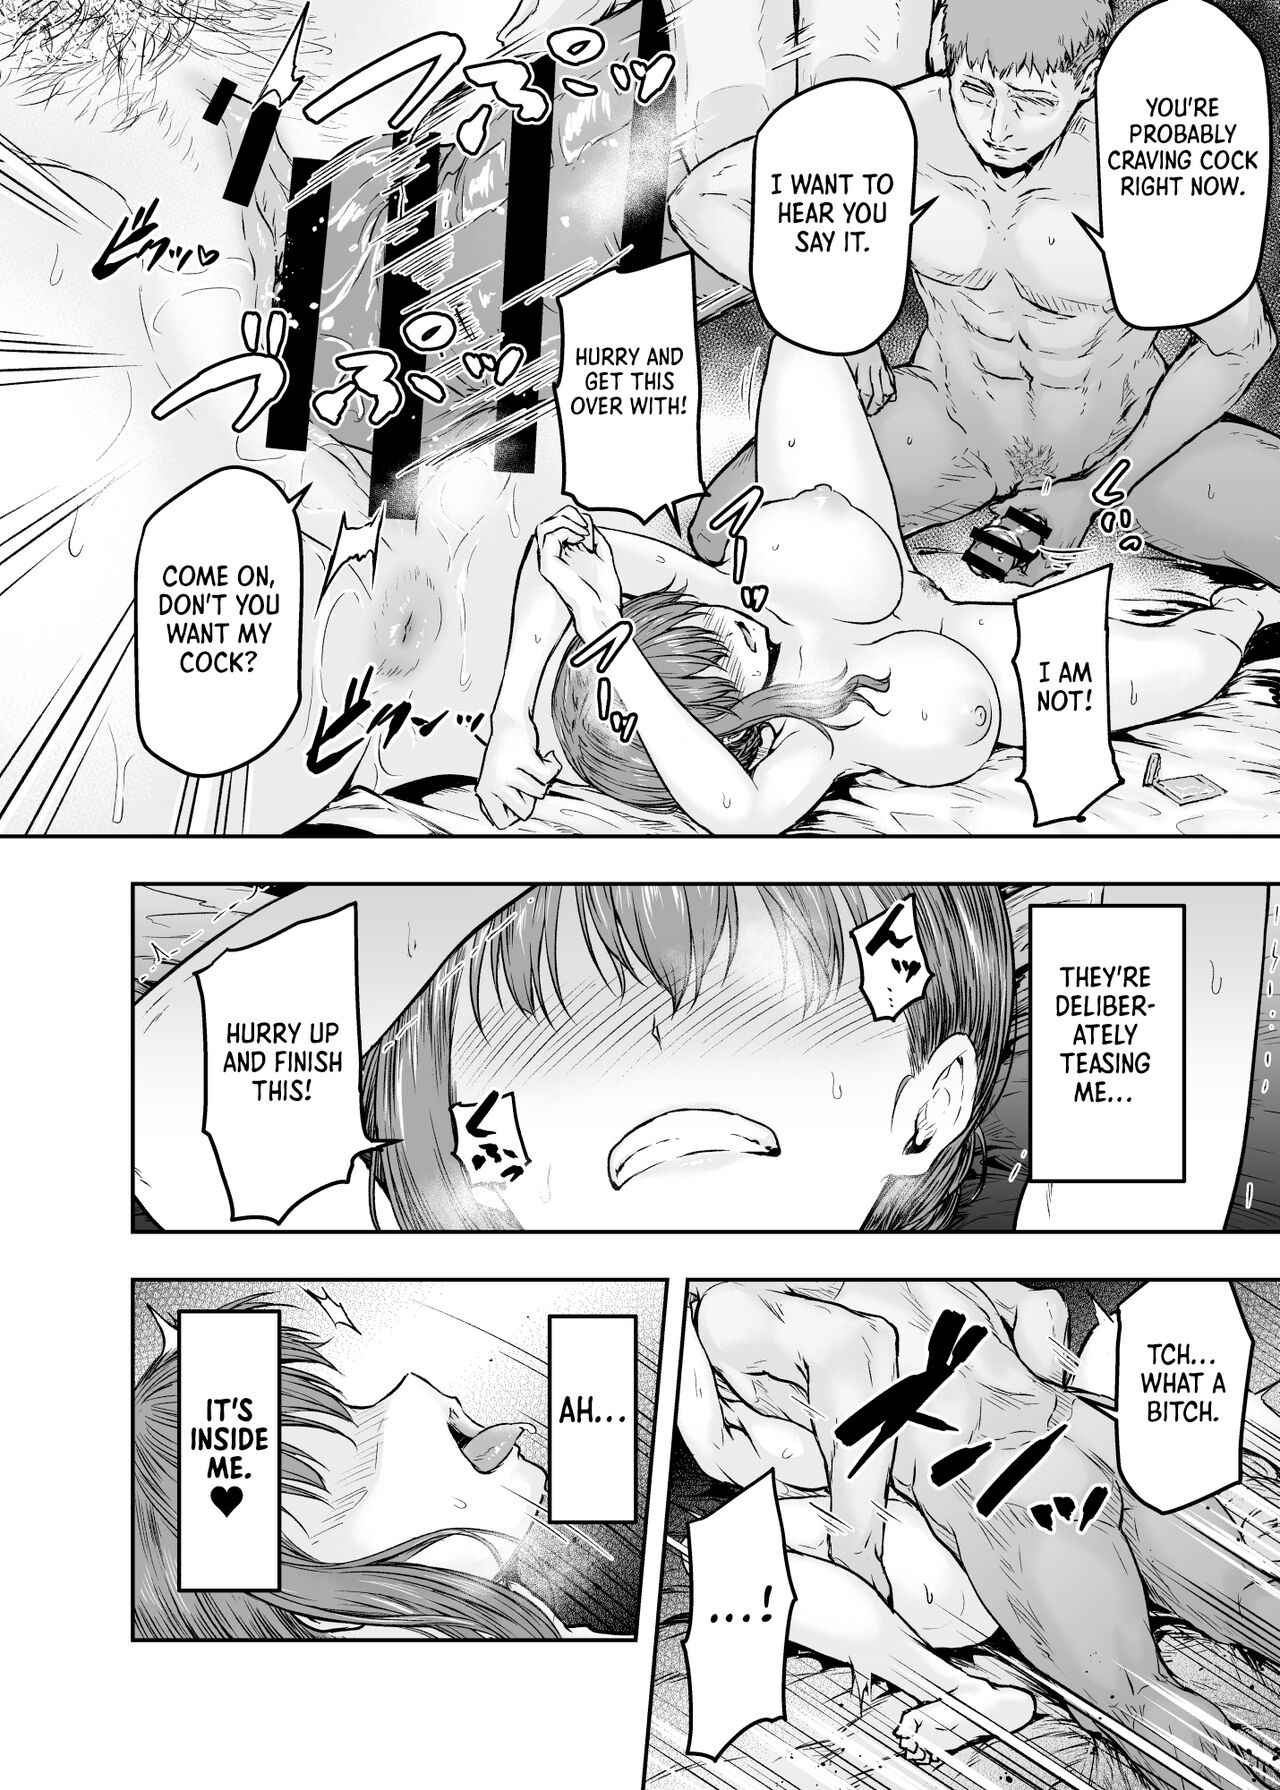 YOU'RE
PROBABLY
CRAVING COCK
RIGHT NOW.
I WANT TO
HEAR YOU
SAY IT.
I AM
NOT!
HURRY AND
GET THIS
OVER WITH!
COME ON,
DON'T YOU
WANT MY
COCK?
THEY'RE
DELIBER-
ATELY
TEASING
ME...
HURRY UP
AND FINISH
THIS!
TCH...
WHAT A
BITCH.
...!
AH...
IT'S
INSIDE
ME.
♥